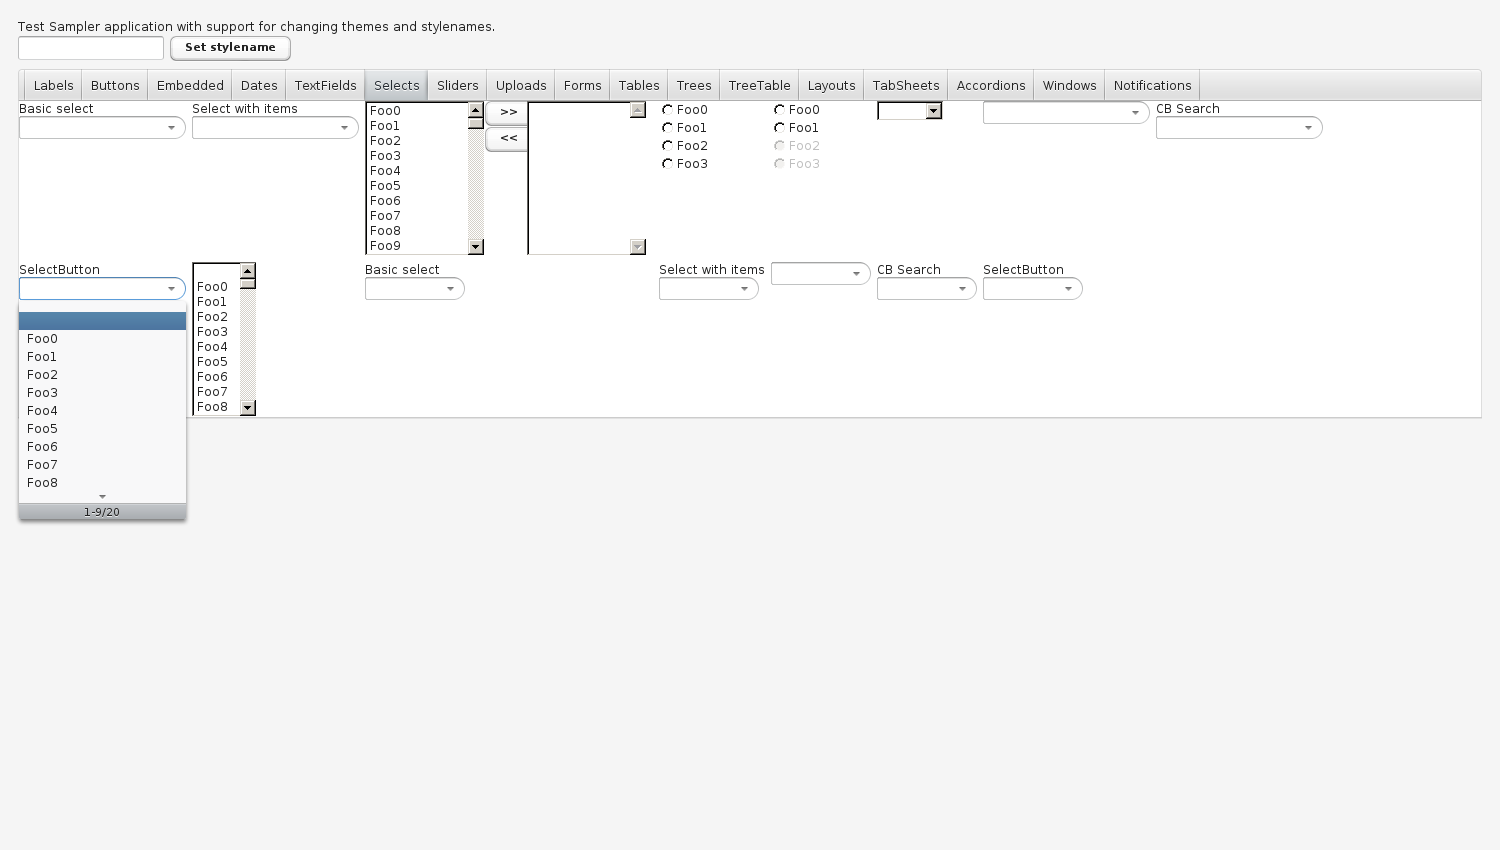 Test Sampler application with support for changing themes and stylenames.
Set stylename
Labels Buttons Embedded Dates TextFields Selects Sliders Uploads Forms Tables Trees TreeTable Layouts TabSheets Accordions Windows Notifications
Basic select
Select with items
Foo0
Foo1
Foo2
Foo3
Foo4
Foo5
Foo6
Foo7
Foo8
Foo9
>>
<<
Foo0
Foo1
Foo2
Foo3
Foo0
Foo1
Foo2
Foo3
CB Search
SelectButton
Foo0
Foo1
Foo2
Foo3
Foo4
Foo5
Foo6
Foo7
Foo8
1-9/20
Foo0
Foo1
Foo2
Foo3
Foo4
Foo5
Foo6
Foo7
Foo8
Basic select
Select with items
CB Search
SelectButton